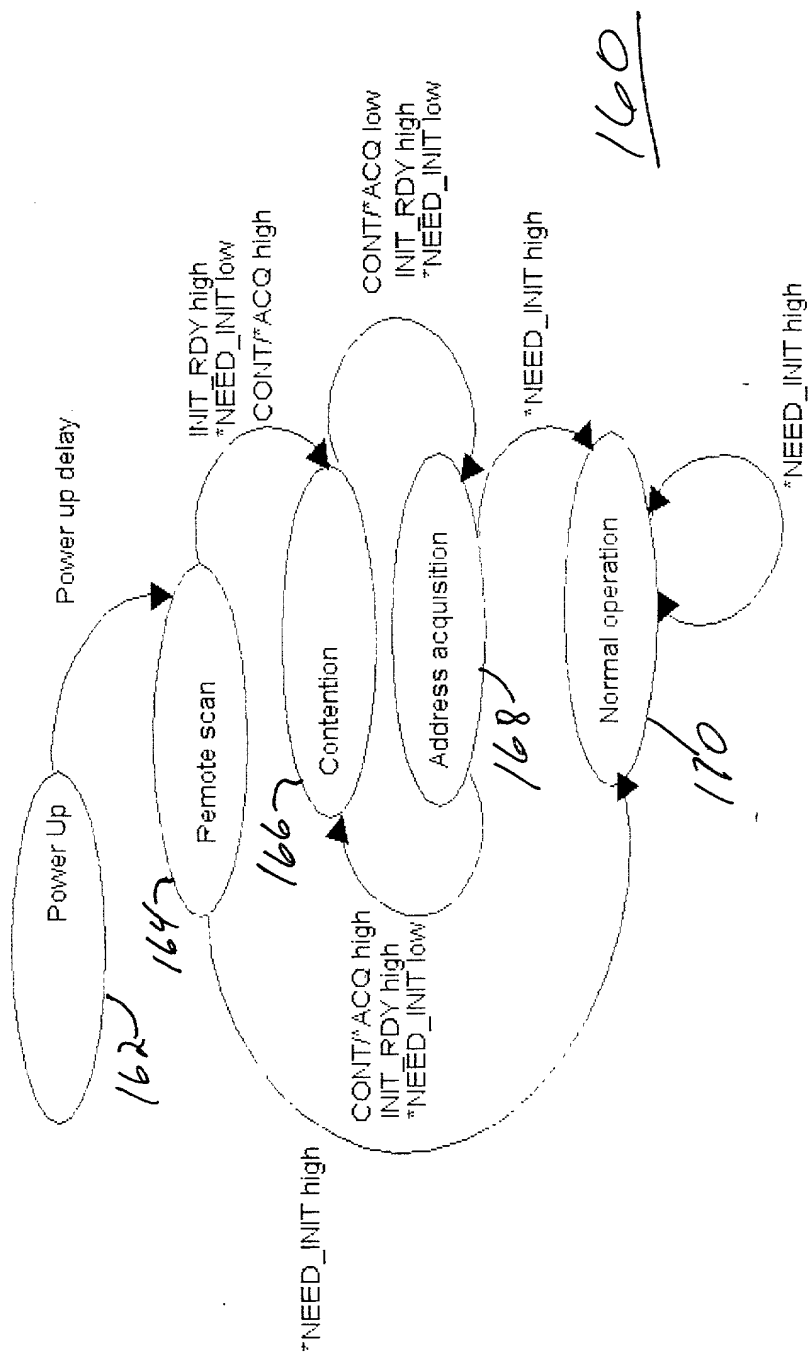 Power Up
162
Power up delay
Remote scan
164
INIT_RDY high
*NEED_INIT low
CONT/*ACQ high
Contention
166
CONT/*ACQ low
INIT_RDY high
*NEED_INIT low
CONT/*ACQ high
INIT_RDY high
*NEED_INIT low
Address acquisition
168
*NEED_INIT high
*NEED_INIT high
Normal operation
170
*NEED_INIT high
160